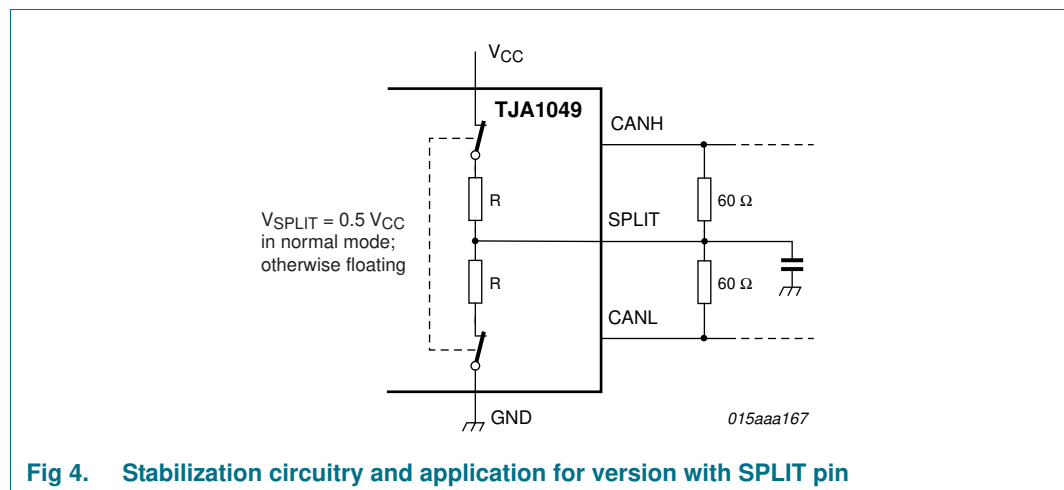 VCC
TJA1049
CANH
R
60 Ω
VSPLIT = 0.5 VCC
in normal mode;
otherwise floating
SPLIT
R
60 Ω
CANL
GND
015aaa167
Fig 4. Stabilization circuitry and application for version with SPLIT pin